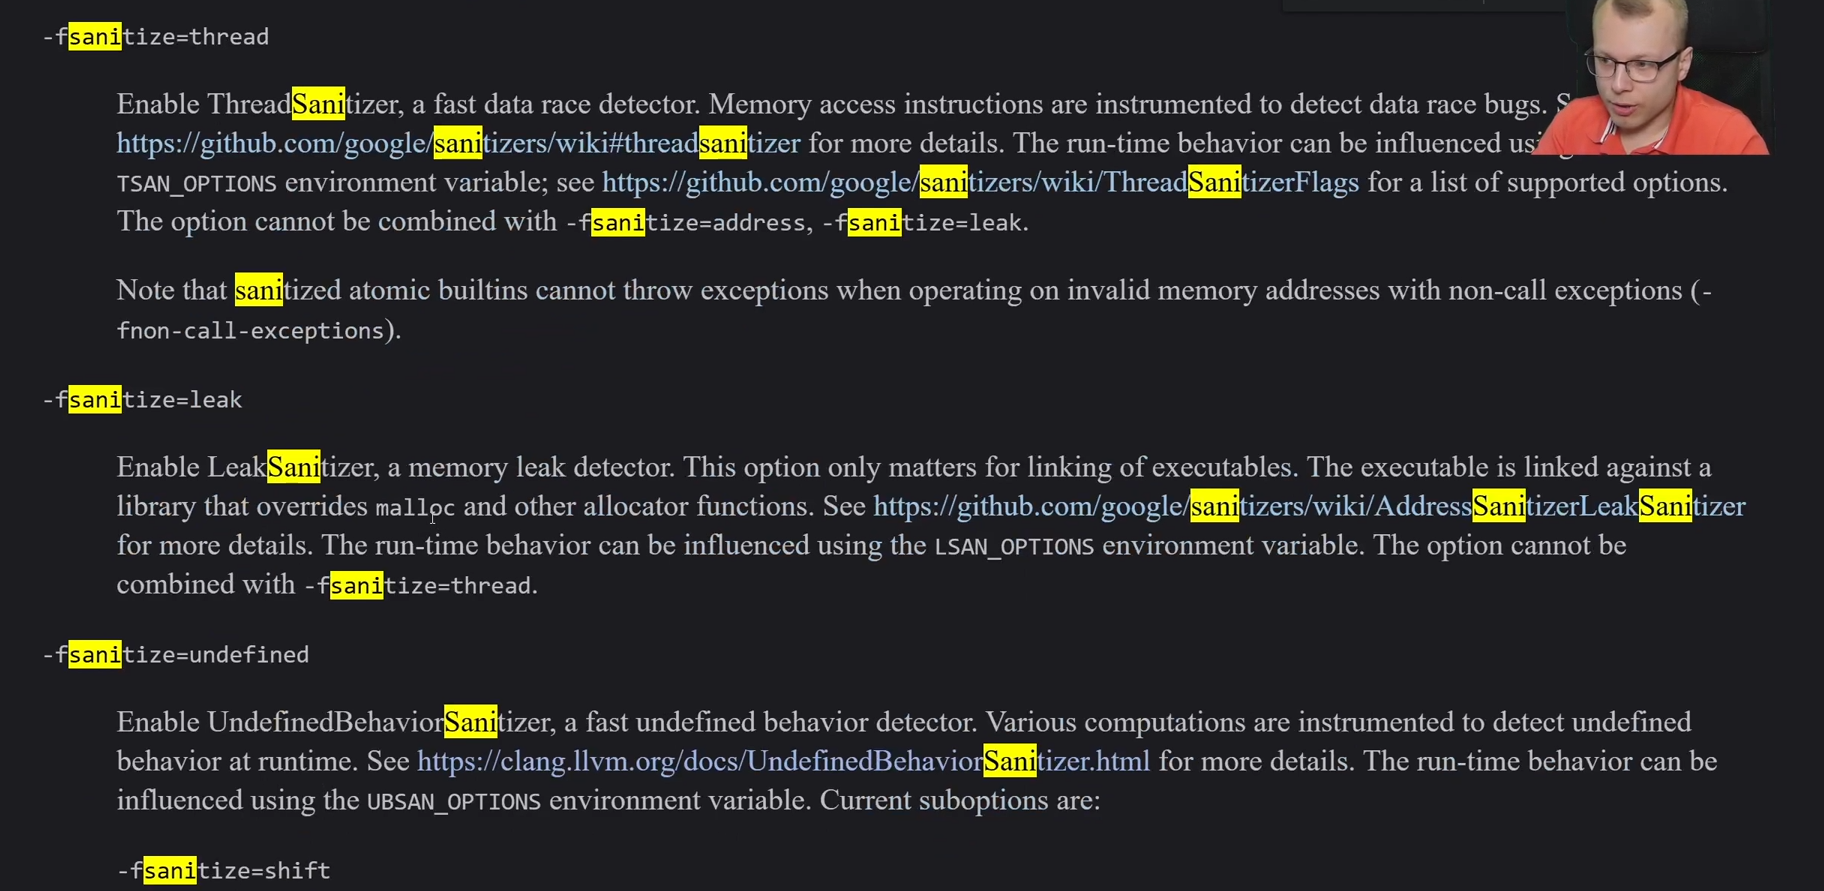 -fsanitize=thread
Enable ThreadSanitizer, a fast data race detector. Memory access instructions are instrumented to detect data race bugs.
https://github.com/google/sanitizers/wiki#threadsanitizer for more details. The run-time behavior can be influenced
TSAN_OPTIONS environment variable; see https://github.com/google/sanitizers/wiki/ThreadSanitizerFlags for a list of supported options.
The option cannot be combined with -fsanitize=address, -fsanitize=leak.
Note that sanitized atomic builtins cannot throw exceptions when operating on invalid memory addresses with non-call exceptions (-
fnon-call-exceptions).
-fsanitize=leak
Enable LeakSanitizer, a memory leak detector. This option only matters for linking of executables. The executable is linked against a
library that overrides malloc and other allocator functions. See https://github.com/google/sanitizers/wiki/AddressSanitizerLeakSanitizer
for more details. The run-time behavior can be influenced using the LSAN_OPTIONS environment variable. The option cannot be
combined with -fsanitize=thread.
-fsanitize=undefined
Enable UndefinedBehaviorSanitizer, a fast undefined behavior detector. Various computations are instrumented to detect undefined
behavior at runtime. See https://clang.llvm.org/docs/UndefinedBehaviorSanitizer.html for more details. The run-time behavior can be
influenced using the UBSAN_OPTIONS environment variable. Current suboptions are:
-fsanitize=shift